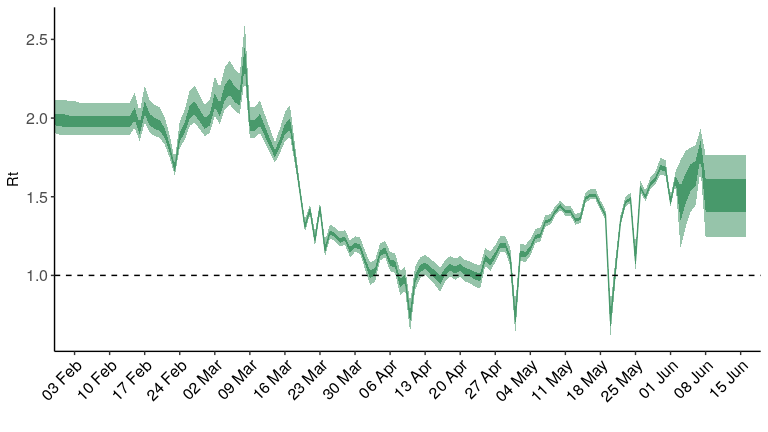 Rt
2.5
2.0
1.5
1.0
03 Feb
10 Feb
17 Feb
24 Feb
02 Mar
09 Mar
16 Mar
23 Mar
30 Mar
06 Apr
13 Apr
20 Apr
27 Apr
04 May
11 May
18 May
25 May
01 Jun
08 Jun
15 Jun